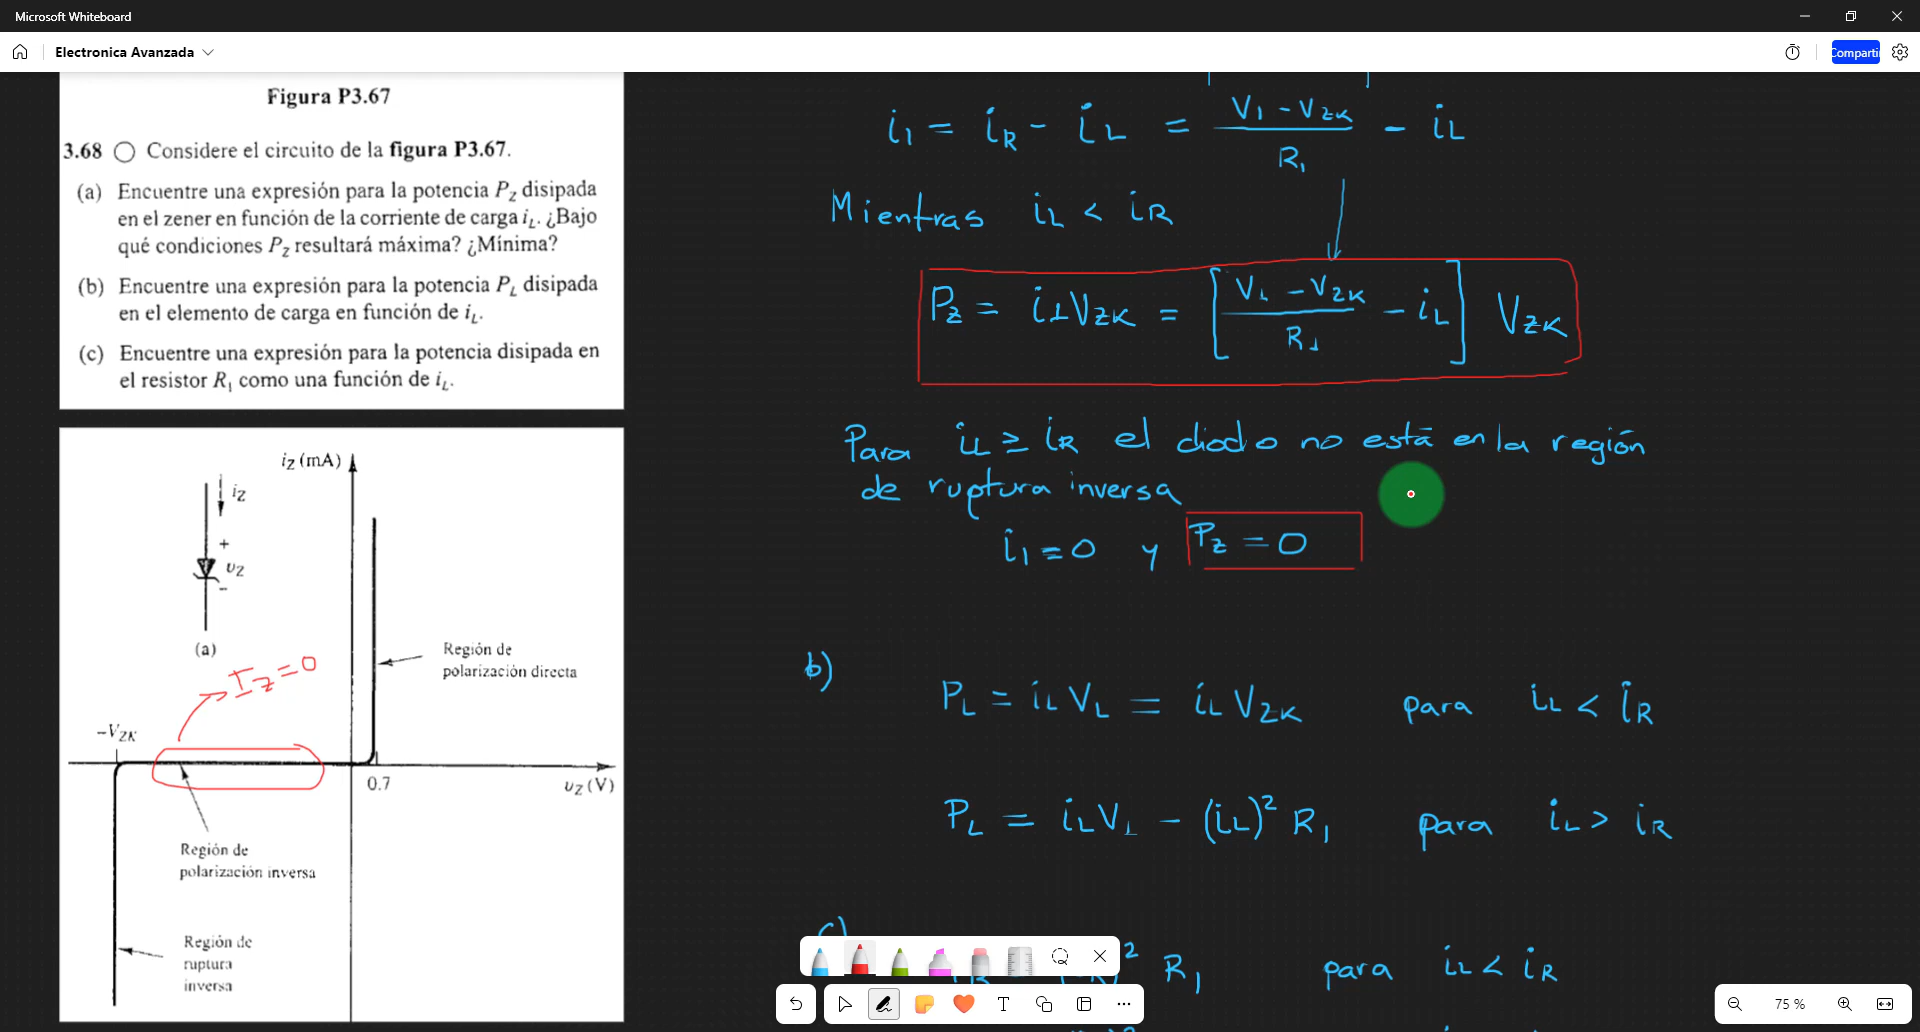 Microsoft Whiteboard
Electronica Avanzada
Comparti
Figura P3.67
3.68 ○ Considere el circuito de la figura P3.67.
(a) Encuentre una expresión para la potencia P_Z disipada
en el zener en función de la corriente de carga i_L. ¿Bajo
qué condiciones P_Z resultará máxima? ¿Mínima?
(b) Encuentre una expresión para la potencia P_L disipada
en el elemento de carga en función de i_L.
(c) Encuentre una expresión para la potencia disipada en
el resistor R_1 como una función de i_L.
i_Z (mA)
i_Z
+
υ_Z
−
(a)
I_Z = 0
Región de
polarización directa
−V_ZK
0.7
υ_Z (V)
Región de
polarización inversa
Región de
ruptura
inversa
i_1 = i_R - i_L = (V_1 - V_ZK) / R_1 - i_L
Mientras i_L < i_R
P_Z = i_1 V_ZK = [(V_1 - V_ZK) / R_1 - i_L] V_ZK
Para i_L ≥ i_R el diodo no está en la región
de ruptura inversa
i_1 = 0 y P_Z = 0
b)
P_L = i_L V_L = i_L V_ZK para i_L < i_R
P_L = i_L V_1 - (i_L)^2 R_1 para i_L > i_R
c)
2 R_1 para i_L < i_R
T
75 %